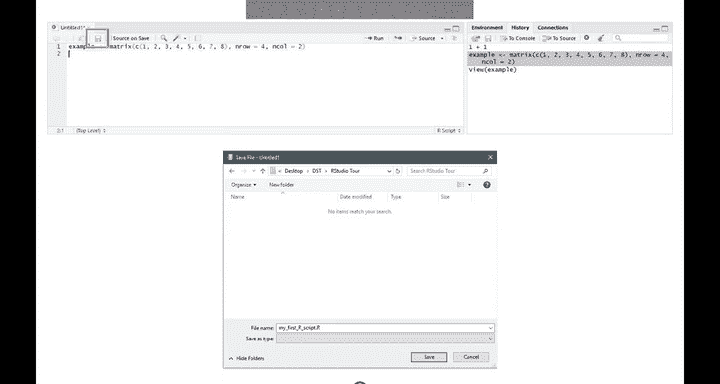 Untitled1*
Source on Save
Run
Source
1 example matrix(c(1, 2, 3, 4, 5, 6, 7, 8), nrow = 4, ncol = 2)
2
2:1 (Top Level) R Script
Environment History Connections
To Console To Source
1 + 1
example <- matrix(c(1, 2, 3, 4, 5, 6, 7, 8), nrow = 4,
ncol = 2)
View(example)
Save File - Untitled1
« Desktop › DST › RStudio Tour
Search RStudio Tour
Organize New folder
Name Date modified Type Size
No items match your search.
File name: my_first_R_script.R
Save as type:
Hide Folders
Save Cancel